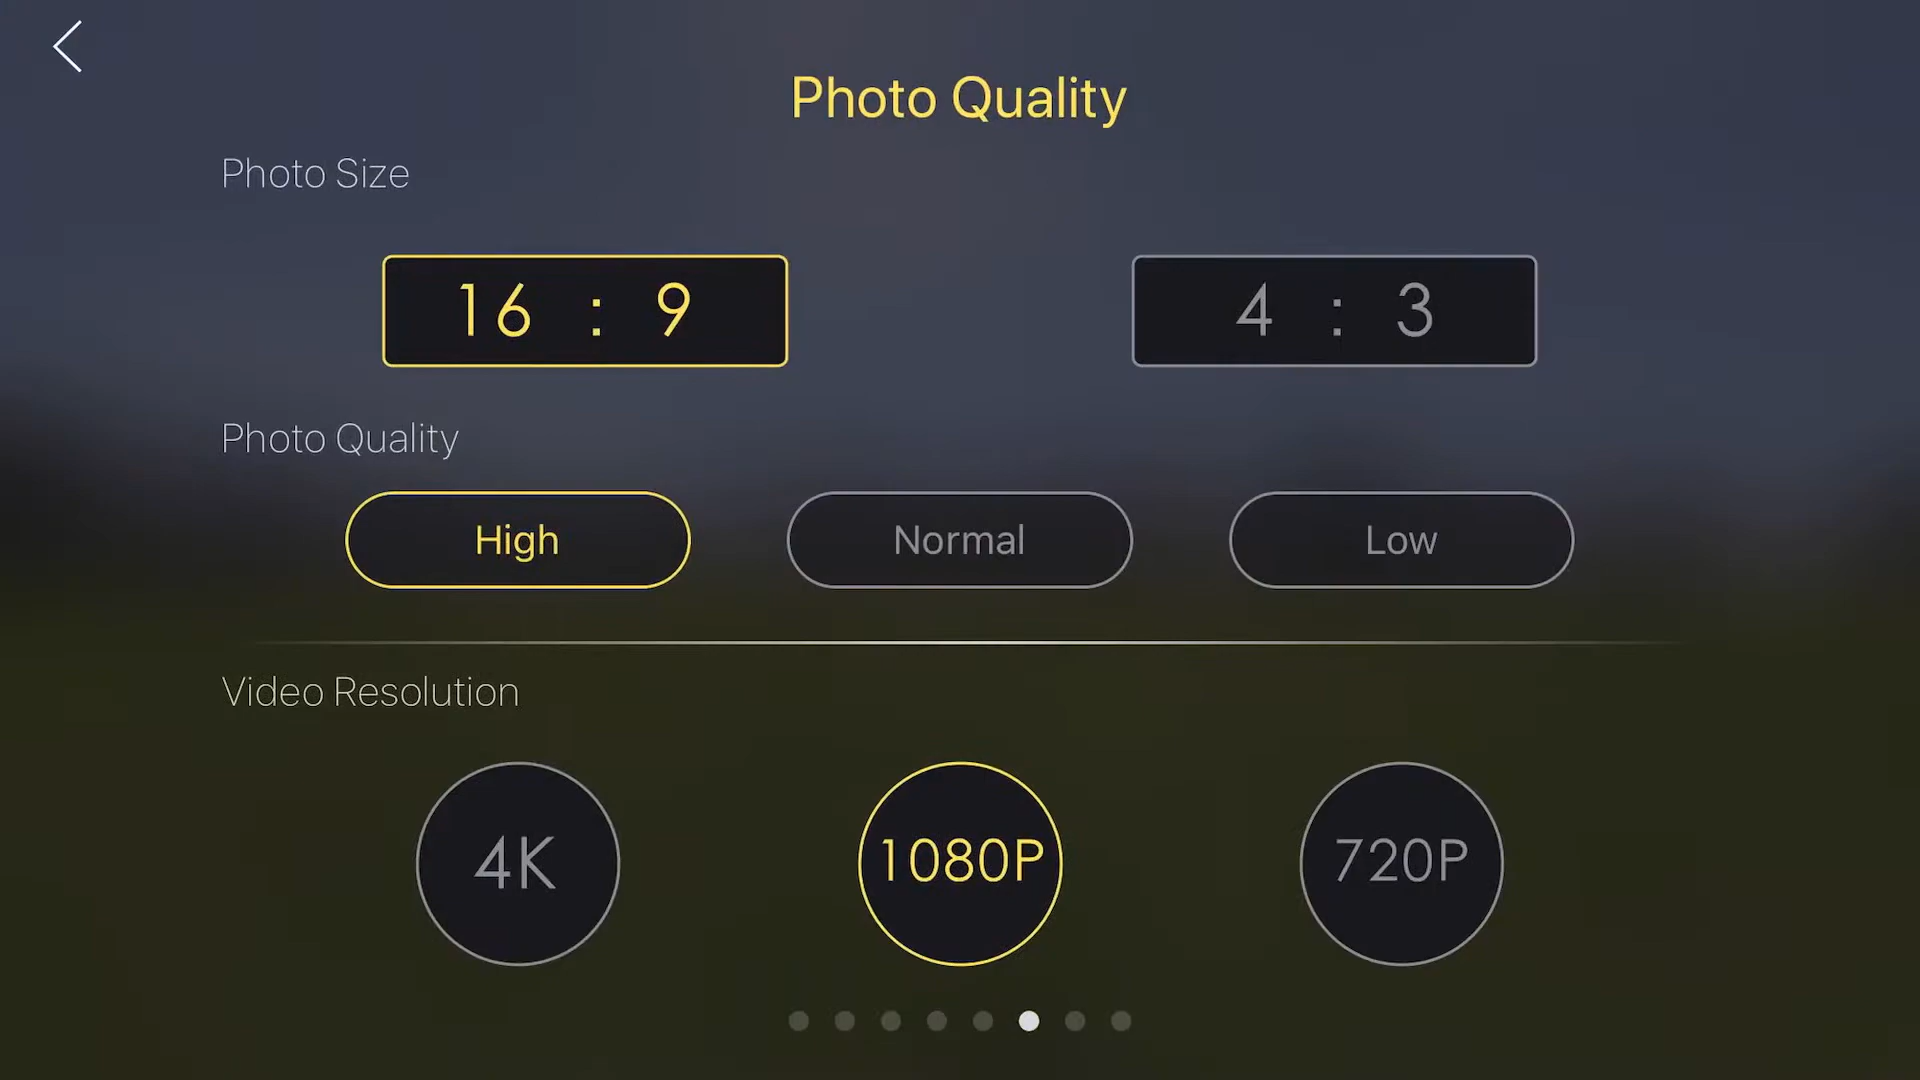 Photo Quality
Photo Size
16 : 9
4 : 3
Photo Quality
High
Normal
Low
Video Resolution
4K
1080P
720P